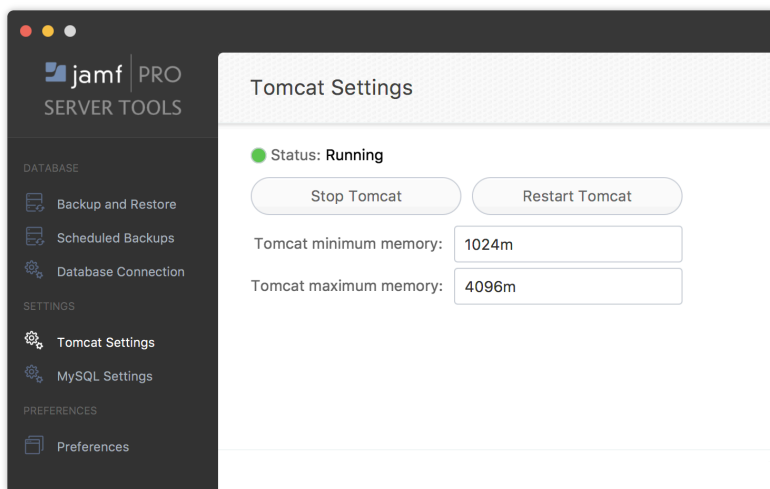 jamf PRO
SERVER TOOLS
DATABASE
Backup and Restore
Scheduled Backups
Database Connection
SETTINGS
Tomcat Settings
MySQL Settings
PREFERENCES
Preferences
Tomcat Settings
Status: Running
Stop Tomcat Restart Tomcat
Tomcat minimum memory: 1024m
Tomcat maximum memory: 4096m